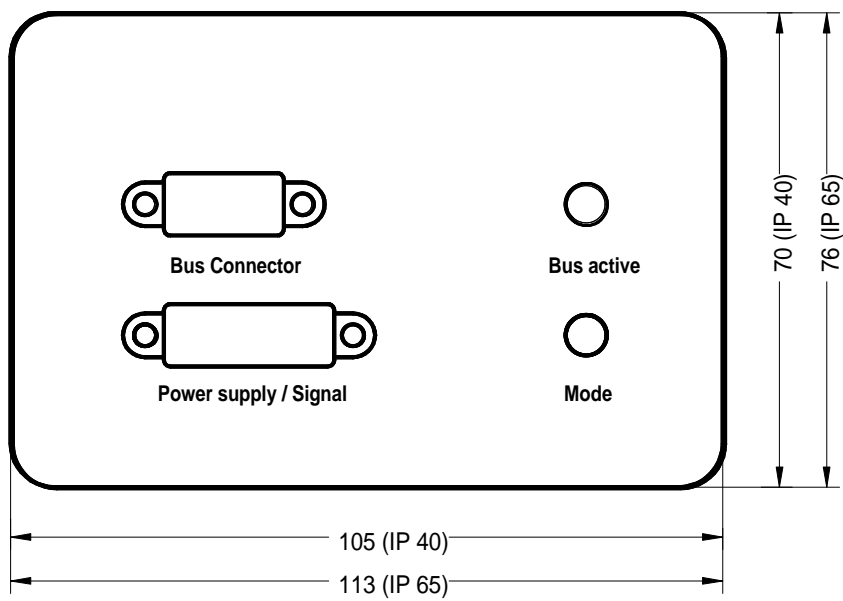 Bus Connector
Bus active
Power supply / Signal
Mode
70 (IP 40)
76 (IP 65)
105 (IP 40)
113 (IP 65)